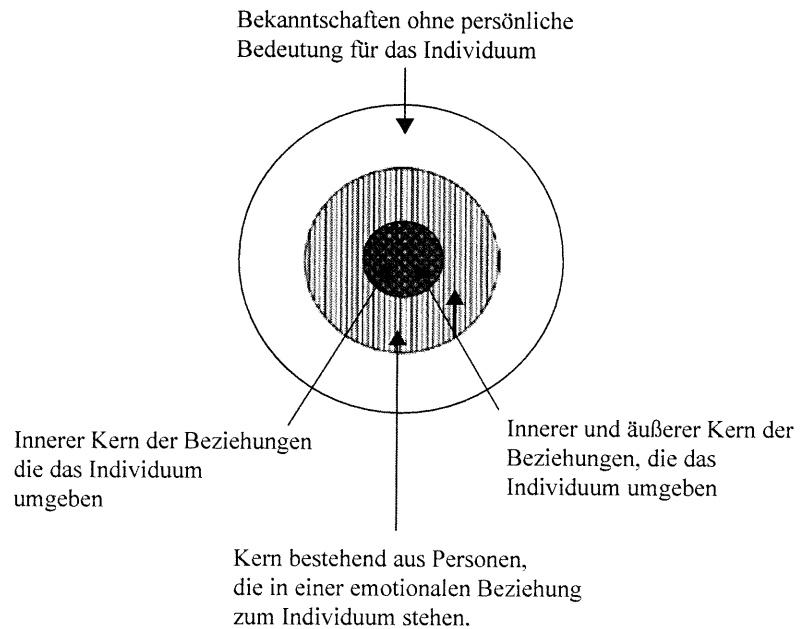 Bekanntschaften ohne persönliche
Bedeutung für das Individuum
Innerer Kern der Beziehungen
die das Individuum
umgeben
Innerer und äußerer Kern der
Beziehungen, die das
Individuum umgeben
Kern bestehend aus Personen,
die in einer emotionalen Beziehung
zum Individuum stehen.